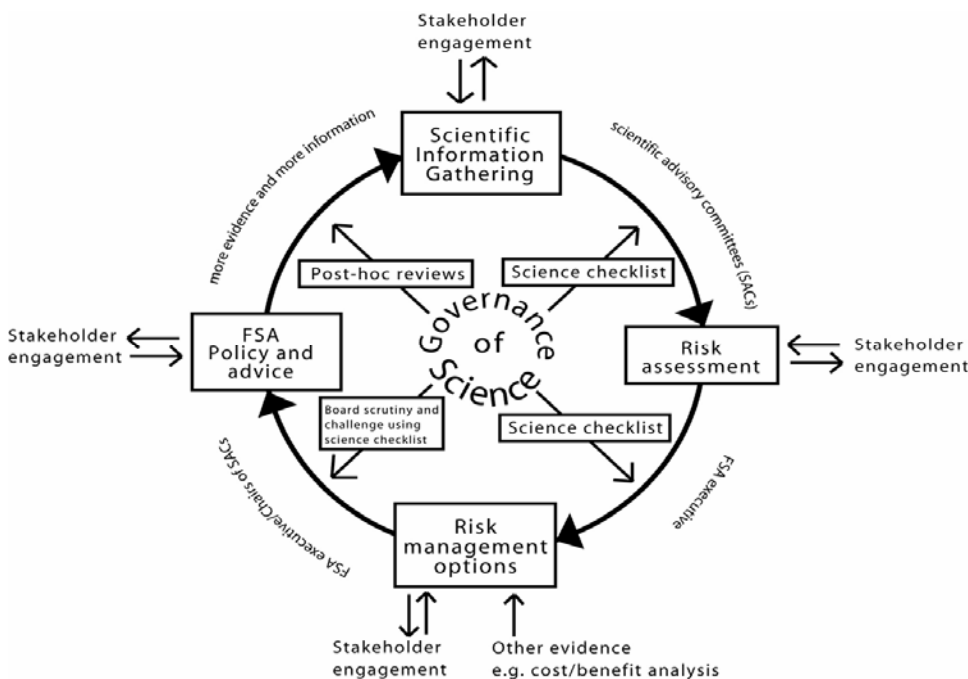 Stakeholder
engagement
Scientific
Information
Gathering
more evidence and more information
scientific advisory committees (SACs)
Post-hoc reviews
Science checklist
Governance
of
Science
Stakeholder
engagement
FSA
Policy and
advice
Risk
assessment
Stakeholder
engagement
Board scrutiny and
challenge using
science checklist
Science checklist
FSA executive/Chairs of SACs
FSA executive
Risk
management
options
Stakeholder
engagement
Other evidence
e.g. cost/benefit analysis